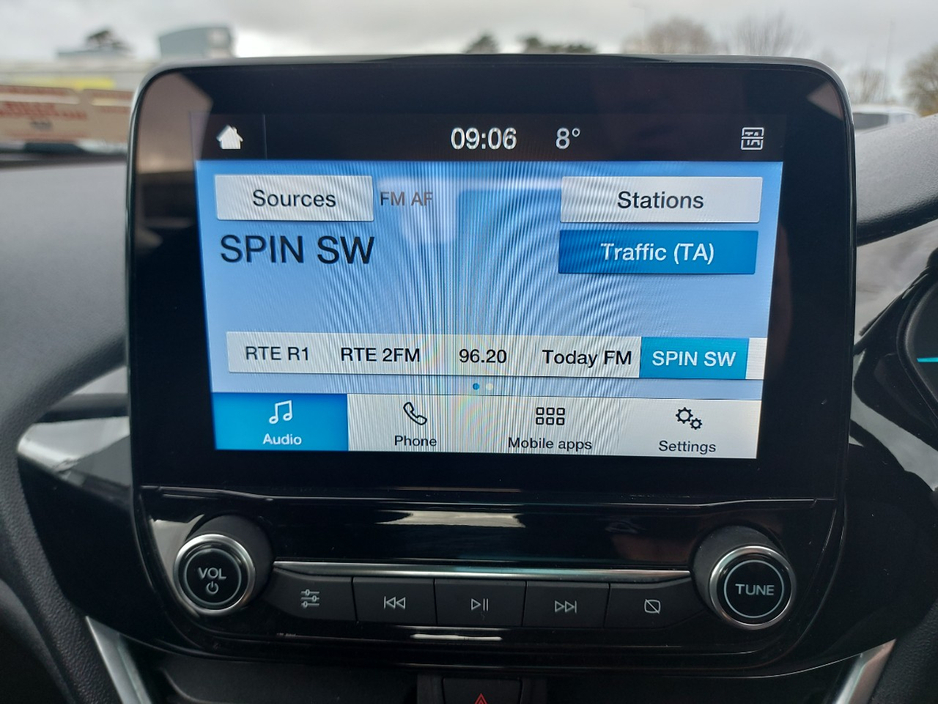 09:06 8° TA
Sources FM AF Stations
SPIN SW Traffic (TA)
RTE R1 RTE 2FM 96.20 Today FM SPIN SW
Audio Phone Mobile apps Settings
VOL TUNE